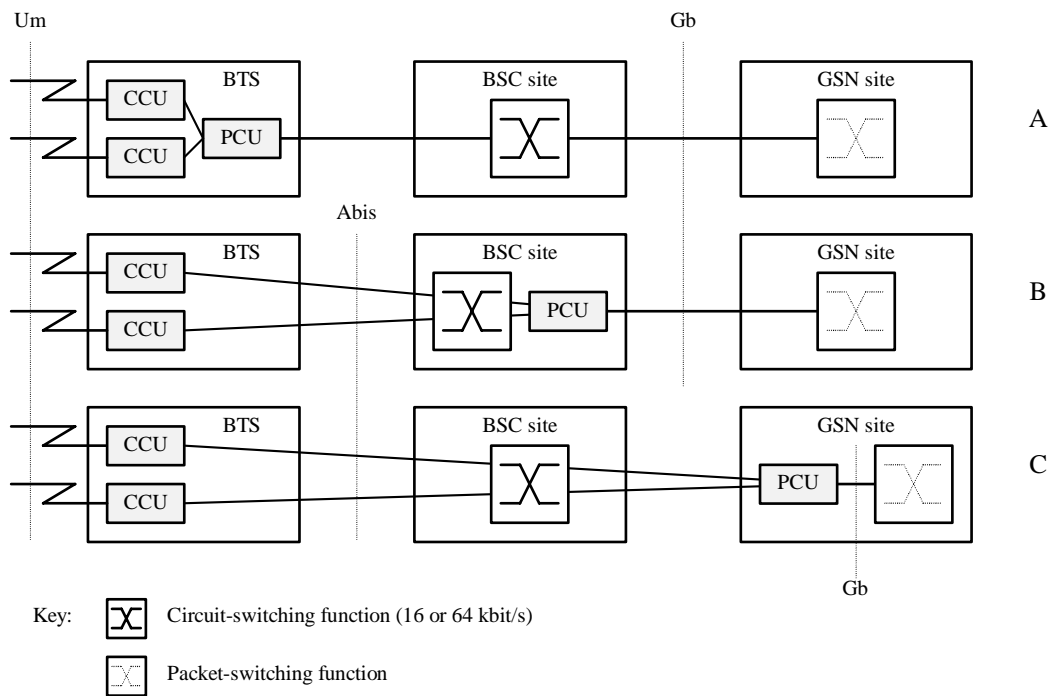 Um
Gb
BTS
BSC site
GSN site
CCU
CCU
PCU
A
Abis
BTS
BSC site
GSN site
CCU
CCU
PCU
B
BTS
BSC site
GSN site
CCU
CCU
PCU
C
Gb
Key:
Circuit-switching function (16 or 64 kbit/s)
Packet-switching function